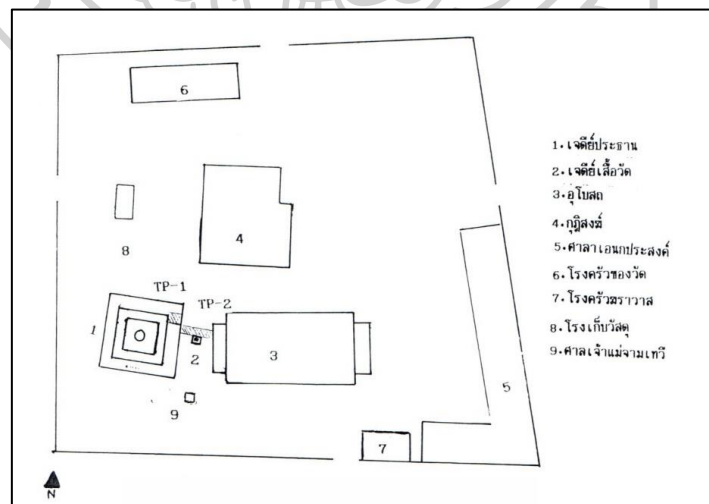 6
1.เจดีย์ประธาน
2.เจดีย์เสื้อวัด
3.อุโบสถ
4.กุฏิสงฆ์
5.ศาลาเอนกประสงค์
6.โรงครัวของวัด
7.โรงครัวฆราวาส
8.โรงเก็บวัสดุ
9.ศาลเจ้าแม่จามเทวี
4
8
TP-1
TP-2
1
2
3
5
9
7
N